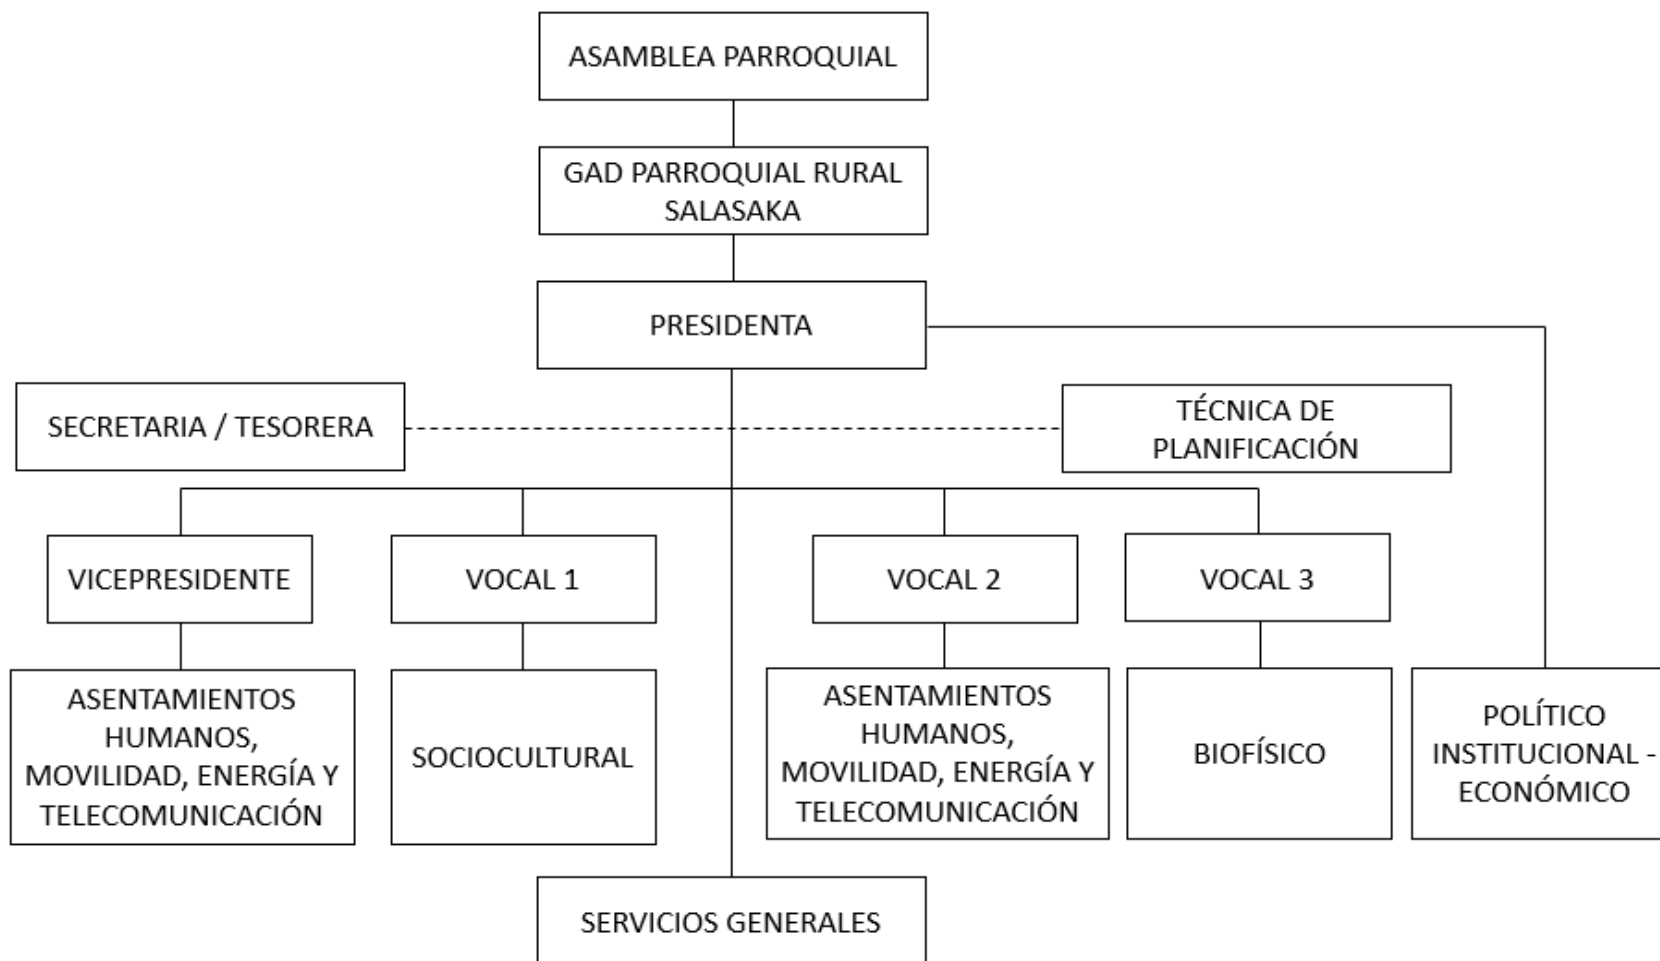 ASAMBLEA PARROQUIAL
GAD PARROQUIAL RURAL
SALASAKA
PRESIDENTA
SECRETARIA / TESORERA
TÉCNICA DE
PLANIFICACIÓN
VICEPRESIDENTE
VOCAL 1
VOCAL 2
VOCAL 3
ASENTAMIENTOS
HUMANOS,
MOVILIDAD, ENERGÍA Y
TELECOMUNICACIÓN
SOCIOCULTURAL
ASENTAMIENTOS
HUMANOS,
MOVILIDAD, ENERGÍA Y
TELECOMUNICACIÓN
BIOFÍSICO
POLÍTICO
INSTITUCIONAL -
ECONÓMICO
SERVICIOS GENERALES